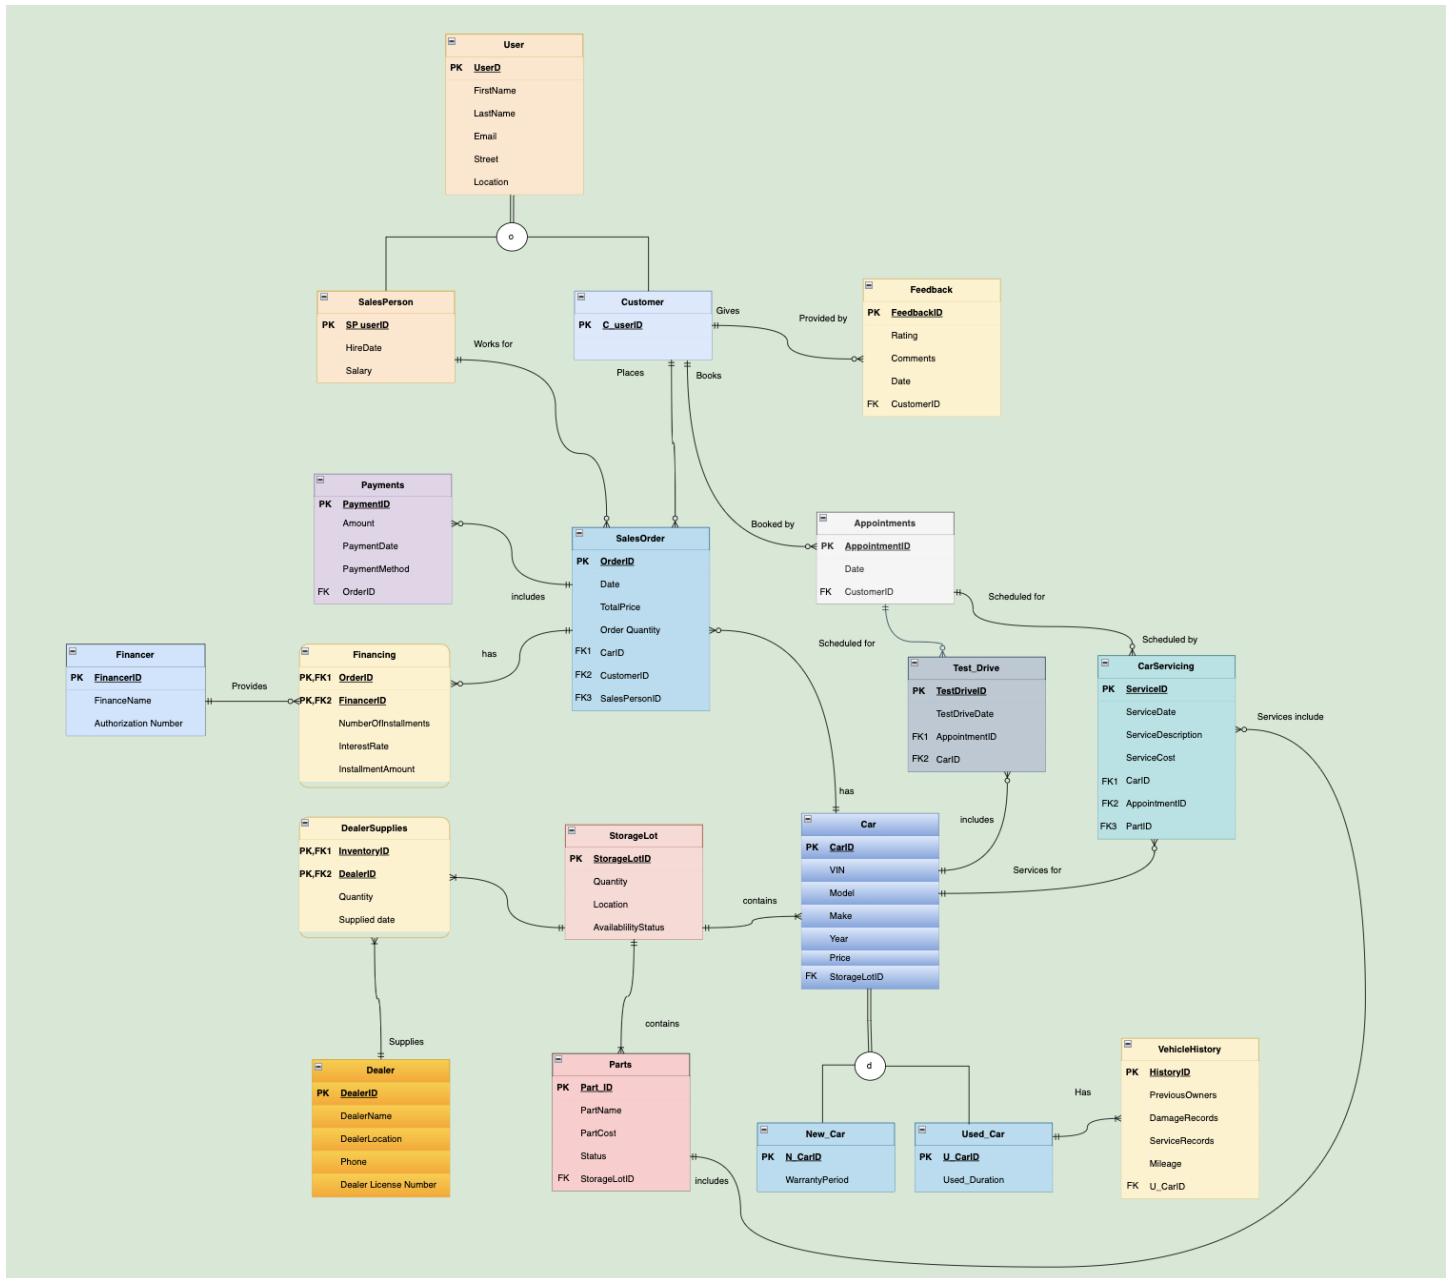 User
PK UserD
FirstName
LastName
Email
Street
Location
o
SalesPerson
PK SP userID
HireDate
Salary
Customer
PK C_userID
Feedback
PK FeedbackID
Rating
Comments
Date
FK CustomerID
Gives
Provided by
Works for
Places
Books
Payments
PK PaymentID
Amount
PaymentDate
PaymentMethod
FK OrderID
includes
SalesOrder
PK OrderID
Date
TotalPrice
Order Quantity
FK1 CarID
FK2 CustomerID
FK3 SalesPersonID
Booked by
Appointments
PK AppointmentID
Date
FK CustomerID
Scheduled for
Scheduled for
Scheduled by
Financer
PK FinancerID
FinanceName
Authorization Number
Provides
Financing
PK,FK1 OrderID
PK,FK2 FinancerID
NumberOfInstallments
InterestRate
InstallmentAmount
has
Test_Drive
PK TestDriveID
TestDriveDate
FK1 AppointmentID
FK2 CarID
CarServicing
PK ServiceID
ServiceDate
ServiceDescription
ServiceCost
FK1 CarID
FK2 AppointmentID
FK3 PartID
Services include
has
includes
Services for
DealerSupplies
PK,FK1 InventoryID
PK,FK2 DealerID
Quantity
Supplied date
StorageLot
PK StorageLotID
Quantity
Location
AvailablilityStatus
contains
Car
PK CarID
VIN
Model
Make
Year
Price
FK StorageLotID
contains
Supplies
d
Dealer
PK DealerID
DealerName
DealerLocation
Phone
Dealer License Number
Parts
PK Part_ID
PartName
PartCost
Status
FK StorageLotID
includes
New_Car
PK N_CarID
WarrantyPeriod
Used_Car
PK U_CarID
Used_Duration
Has
VehicleHistory
PK HistoryID
PreviousOwners
DamageRecords
ServiceRecords
Mileage
FK U_CarID